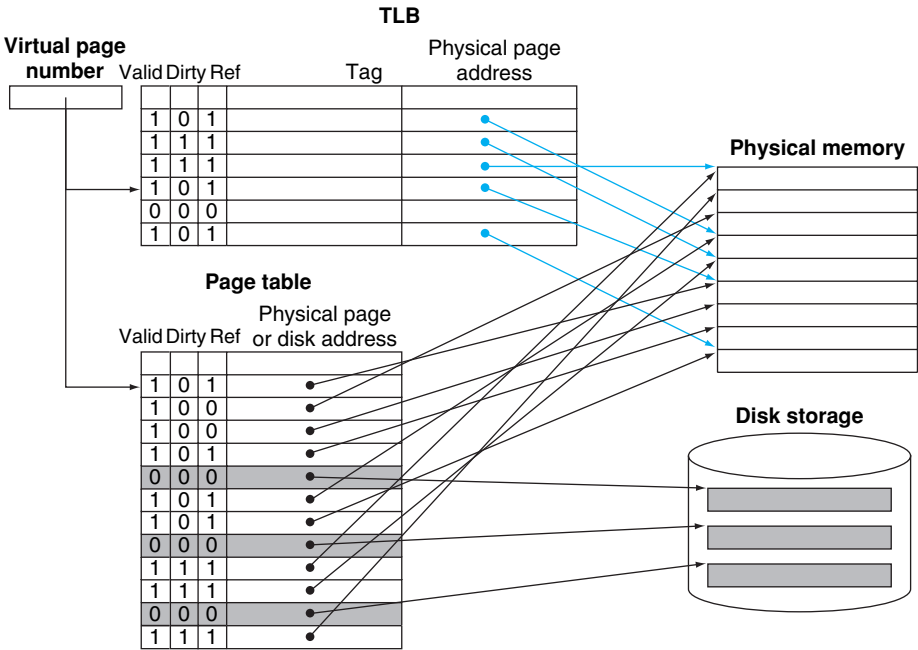 TLB
Virtual page
number
Valid Dirty Ref Tag Physical page
address
1 0 1
1 1 1
1 1 1
1 0 1
0 0 0
1 0 1
Physical memory
Page table
Valid Dirty Ref Physical page
or disk address
1 0 1
1 0 0
1 0 0
1 0 1
0 0 0
1 0 1
1 0 1
0 0 0
1 1 1
1 1 1
0 0 0
1 1 1
Disk storage